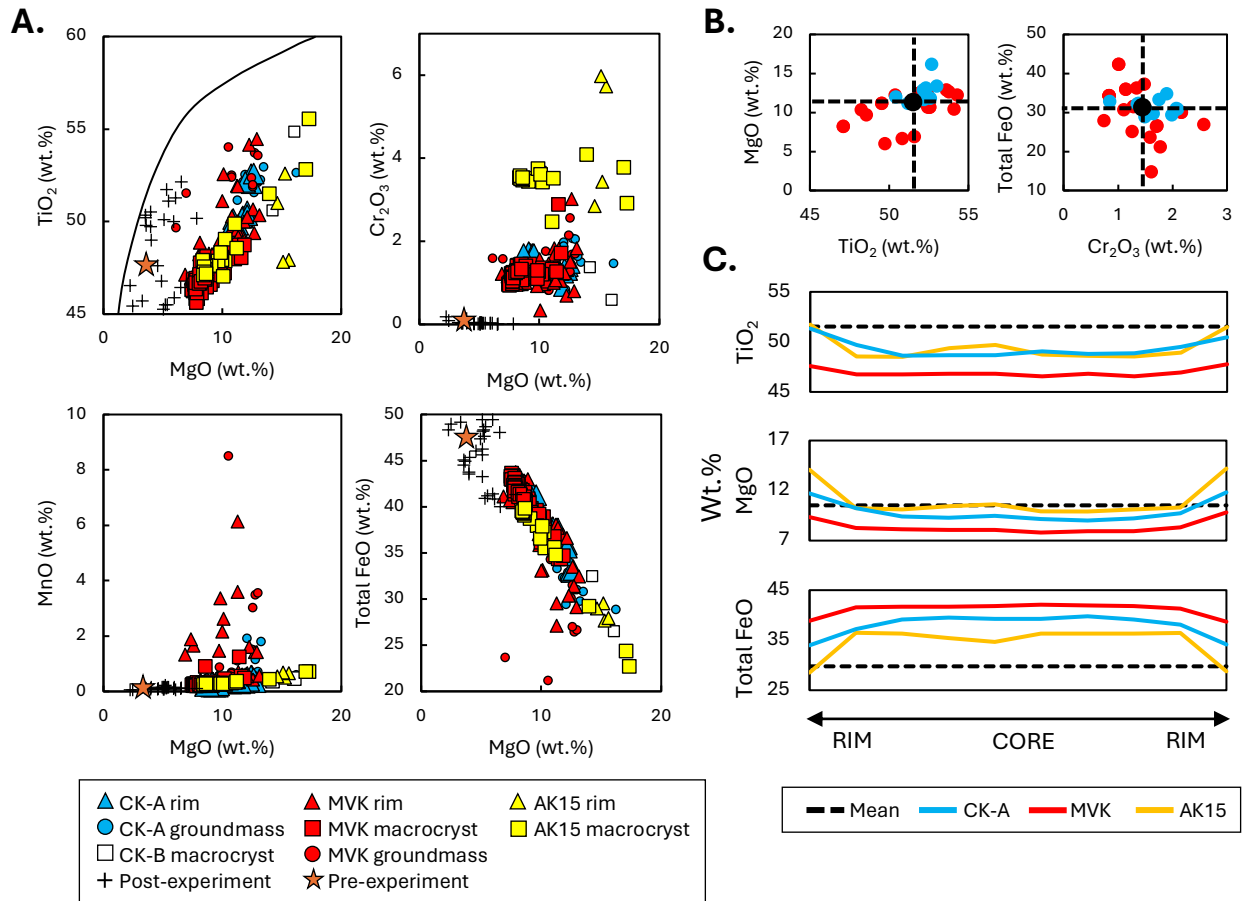 A.
60
55
50
45
0
10
20
TiO2 (wt.%)
MgO (wt.%)
6
4
2
0
0
10
20
Cr2O3 (wt.%)
MgO (wt.%)
10
8
6
4
2
0
0
10
20
MnO (wt.%)
MgO (wt.%)
50
45
40
35
30
25
20
0
10
20
Total FeO (wt.%)
MgO (wt.%)
CK-A rim
MVK rim
AK15 rim
CK-A groundmass
MVK macrocryst
AK15 macrocryst
CK-B macrocryst
MVK groundmass
Post-experiment
Pre-experiment
B.
20
15
10
5
0
45
50
55
MgO (wt.%)
TiO2 (wt.%)
50
40
30
20
10
0
1
2
3
Total FeO (wt.%)
Cr2O3 (wt.%)
C.
55
50
45
TiO2
17
12
7
Wt.%
MgO
45
35
25
Total FeO
RIM
CORE
RIM
Mean
CK-A
MVK
AK15